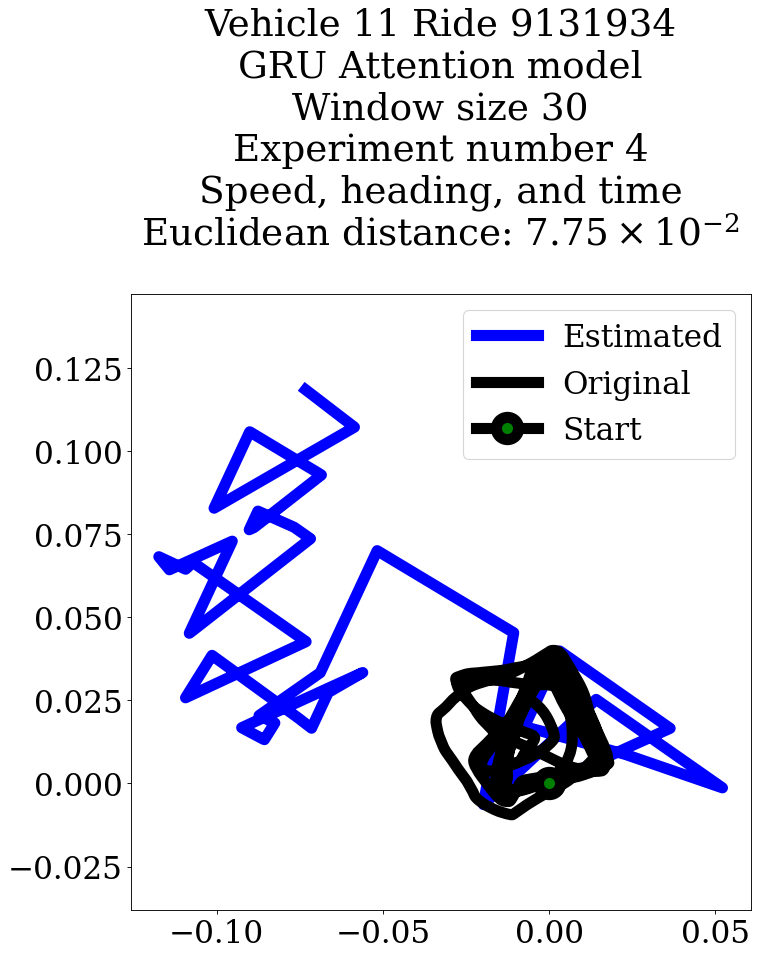 Vehicle 11 Ride 9131934
GRU Attention model
Window size 30
Experiment number 4
Speed, heading, and time
Euclidean distance: 7.75 × 10⁻²
Estimated
Original
Start
0.125
0.100
0.075
0.050
0.025
0.000
−0.025
−0.10
−0.05
0.00
0.05